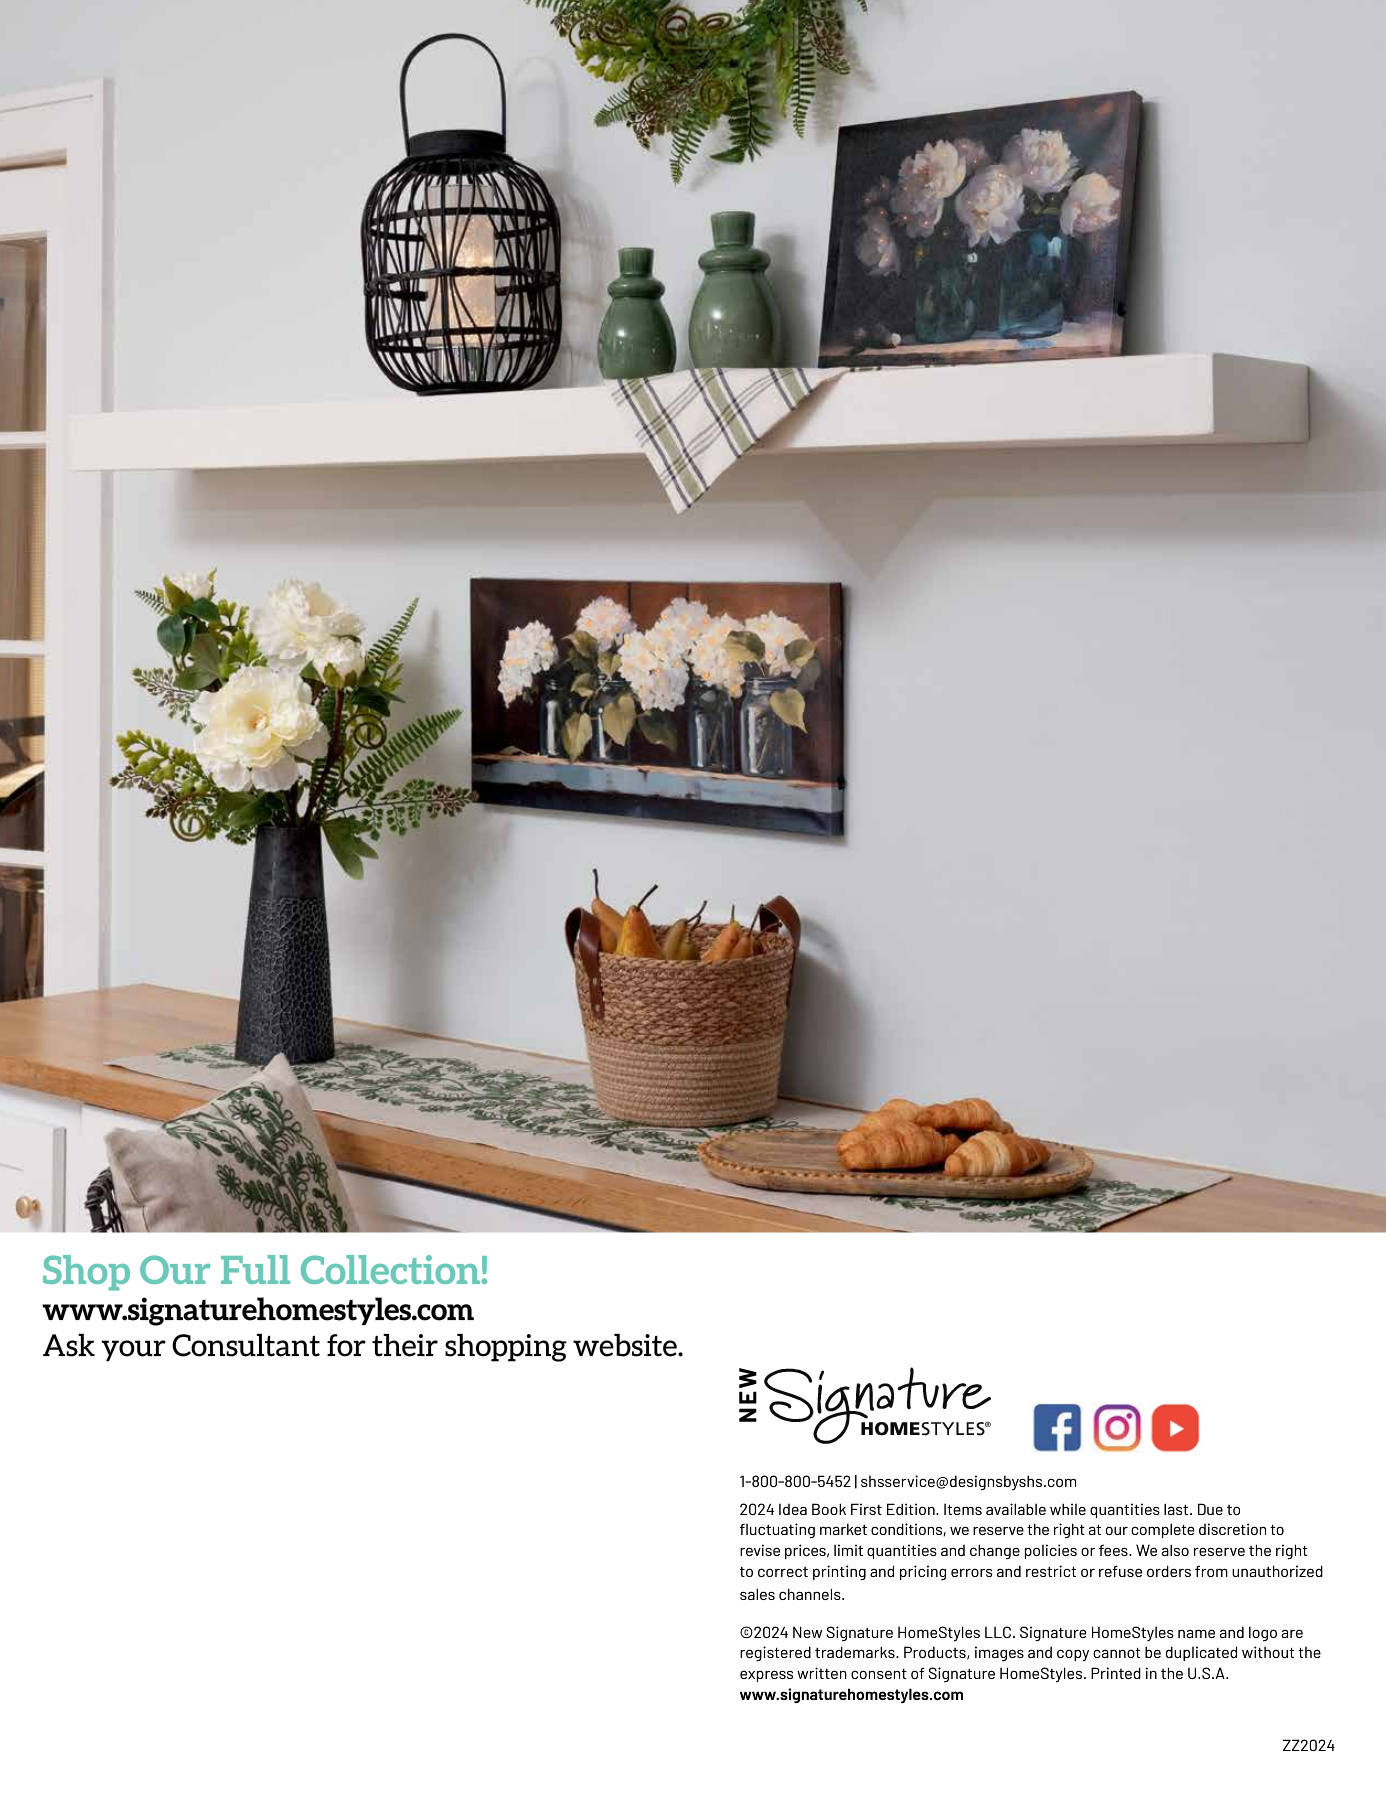 Shop Our Full Collection!
www.signaturehomestyles.com
Ask your Consultant for their shopping website.
NEW
Signature
HOMESTYLES®
1-800-800-5452 | shsservice@designsbyshs.com
2024 Idea Book First Edition. Items available while quantities last. Due to
fluctuating market conditions, we reserve the right at our complete discretion to
revise prices, limit quantities and change policies or fees. We also reserve the right
to correct printing and pricing errors and restrict or refuse orders from unauthorized
sales channels.
©2024 New Signature HomeStyles LLC. Signature HomeStyles name and logo are
registered trademarks. Products, images and copy cannot be duplicated without the
express written consent of Signature HomeStyles. Printed in the U.S.A.
www.signaturehomestyles.com
ZZ2024